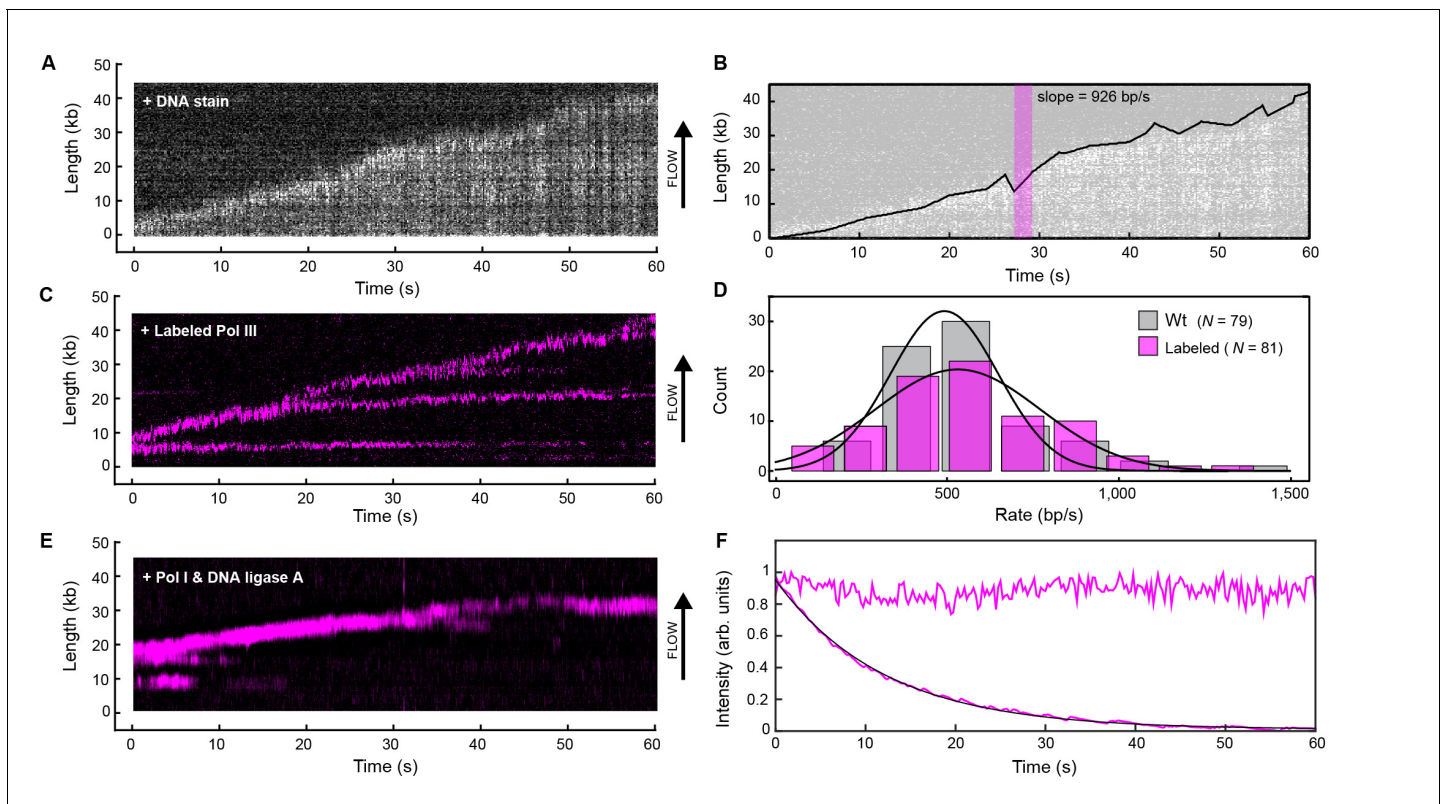 A
50
40
30
20
10
0
Length (kb)
+ DNA stain
FLOW
0 10 20 30 40 50 60
Time (s)
B
40
30
20
10
0
Length (kb)
slope = 926 bp/s
0 10 20 30 40 50 60
Time (s)
C
50
40
30
20
10
0
Length (kb)
+ Labeled Pol III
FLOW
0 10 20 30 40 50 60
Time (s)
D
30
20
10
0
Count
Wt (N = 79)
Labeled ( N = 81)
0 500 1,000 1,500
Rate (bp/s)
E
50
40
30
20
10
0
Length (kb)
+ Pol I & DNA ligase A
FLOW
0 10 20 30 40 50 60
Time (s)
F
1
0.8
0.6
0.4
0.2
0
Intensity (arb. units)
0 10 20 30 40 50 60
Time (s)